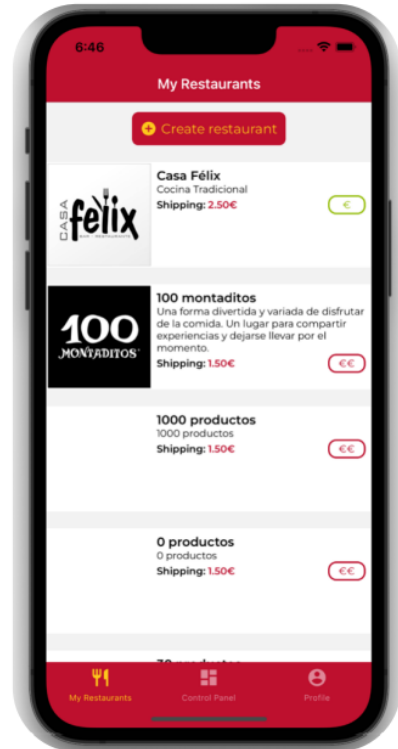 6:46
My Restaurants
Create restaurant
CASA
felix
Casa Félix
Cocina Tradicional
Shipping: 2.50€
€
100
MONTADITOS
100 montaditos
Una forma divertida y variada de disfrutar
de la comida. Un lugar para compartir
experiencias y dejarse llevar por el
momento.
Shipping: 1.50€
€€
1000 productos
1000 productos
Shipping: 1.50€
€€
0 productos
0 productos
Shipping: 1.50€
€€
My Restaurants
Control Panel
Profile